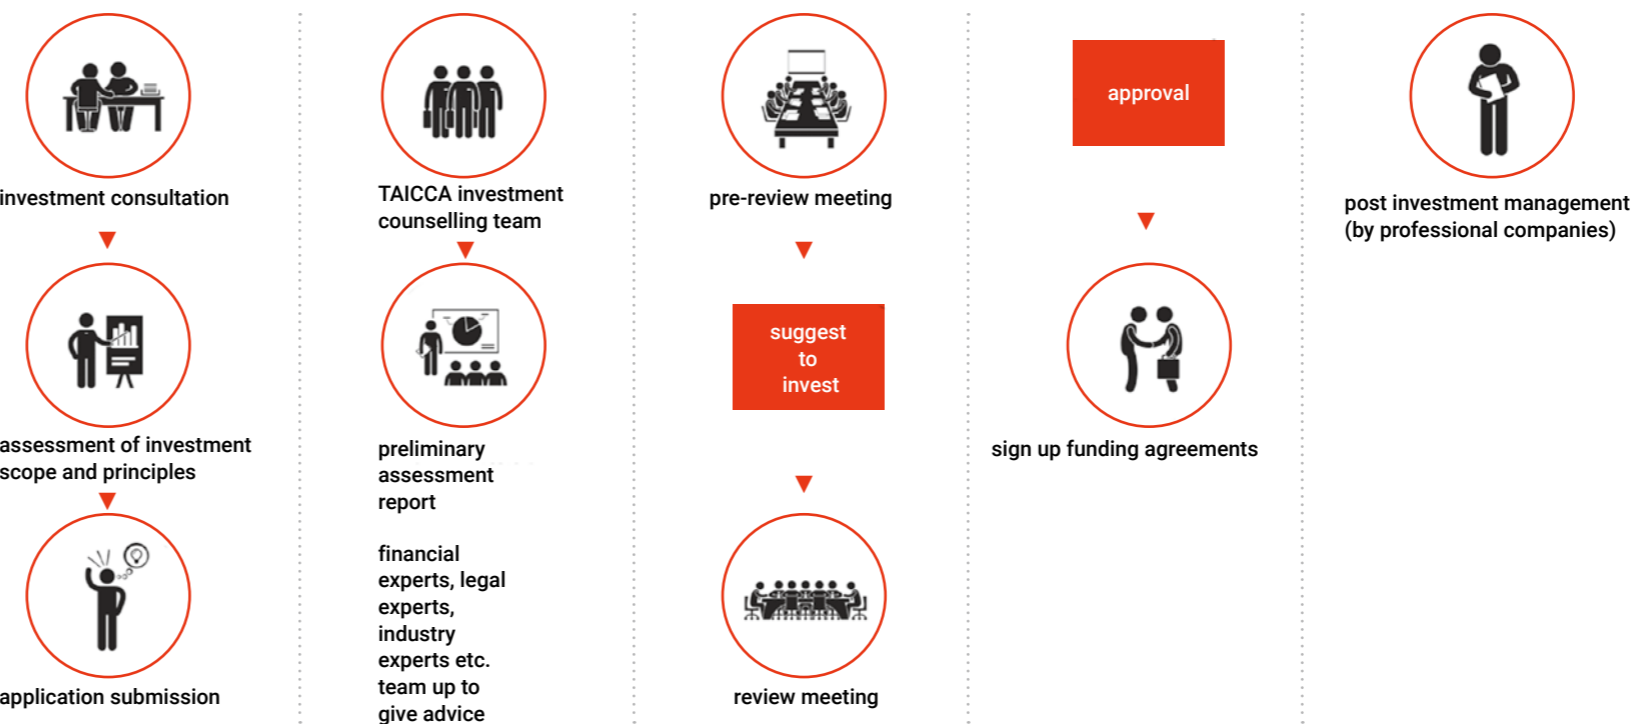 investment consultation
assessment of investment
scope and principles
application submission
TAICCA investment
counselling team
preliminary
assessment
report
financial
experts, legal
experts,
industry
experts etc.
team up to
give advice
pre-review meeting
suggest
to
invest
review meeting
approval
sign up funding agreements
post investment management
(by professional companies)